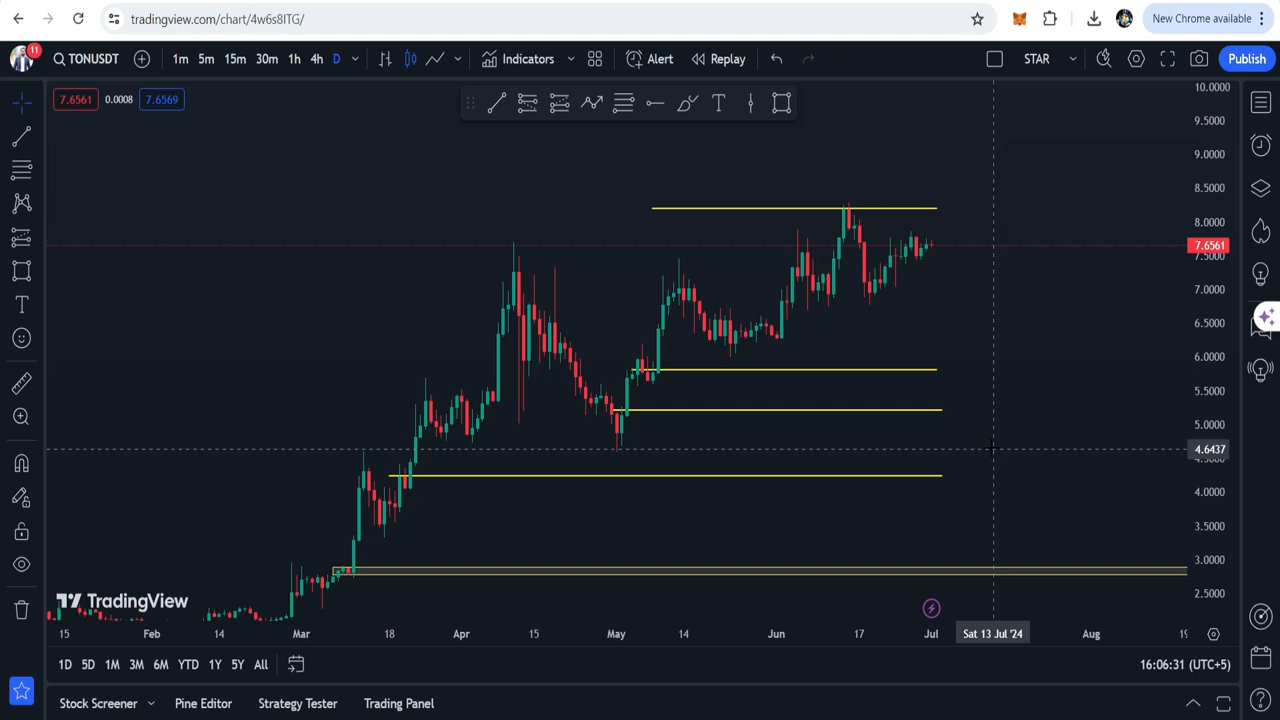 tradingview.com/chart/4w6s8ITG/
New Chrome available
11
TONUSDT
1m 5m 15m 30m 1h 4h D
Indicators
Alert
Replay
STAR
Publish
7.6561 0.0008 7.6569
T
T
10.0000
9.5000
9.0000
8.5000
8.0000
7.6561
7.5000
7.0000
6.5000
6.0000
5.5000
5.0000
4.6437
4.0000
3.5000
3.0000
2.5000
TradingView
15 Feb 14 Mar 18 Apr 15 May 14 Jun 17 Jul Sat 13 Jul '24 Aug
1D 5D 1M 3M 6M YTD 1Y 5Y All
16:06:31 (UTC+5)
Stock Screener
Pine Editor
Strategy Tester
Trading Panel